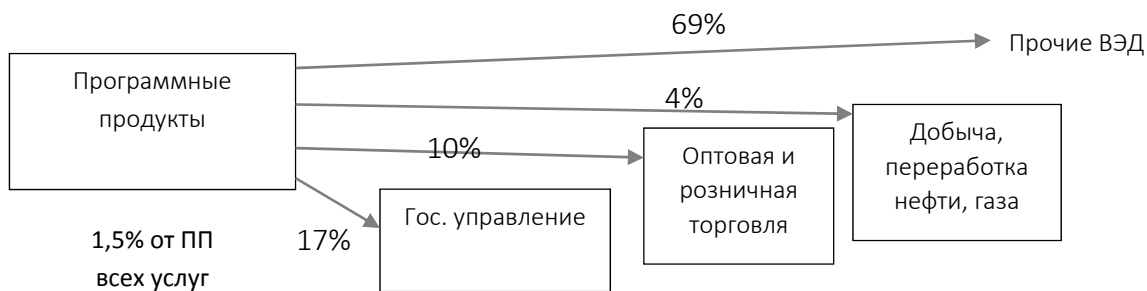 69%
Прочие ВЭД
Программные
продукты
4%
Добыча,
переработка
нефти, газа
10%
Оптовая и
розничная
торговля
Гос. управление
17%
1,5% от ПП
всех услуг